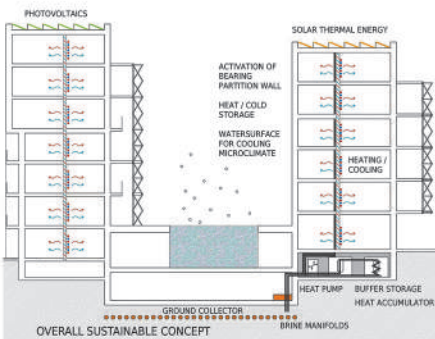 PHOTOVOLTAICS
SOLAR THERMAL ENERGY
ACTIVATION OF
BEARING
PARTITION WALL
HEAT / COLD
STORAGE
WATERSURFACE
FOR COOLING
MICROCLIMATE
HEATING /
COOLING
HEAT PUMP
BUFFER STORAGE
HEAT ACCUMULATOR
GROUND COLLECTOR
BRINE MANIFOLDS
OVERALL SUSTAINABLE CONCEPT